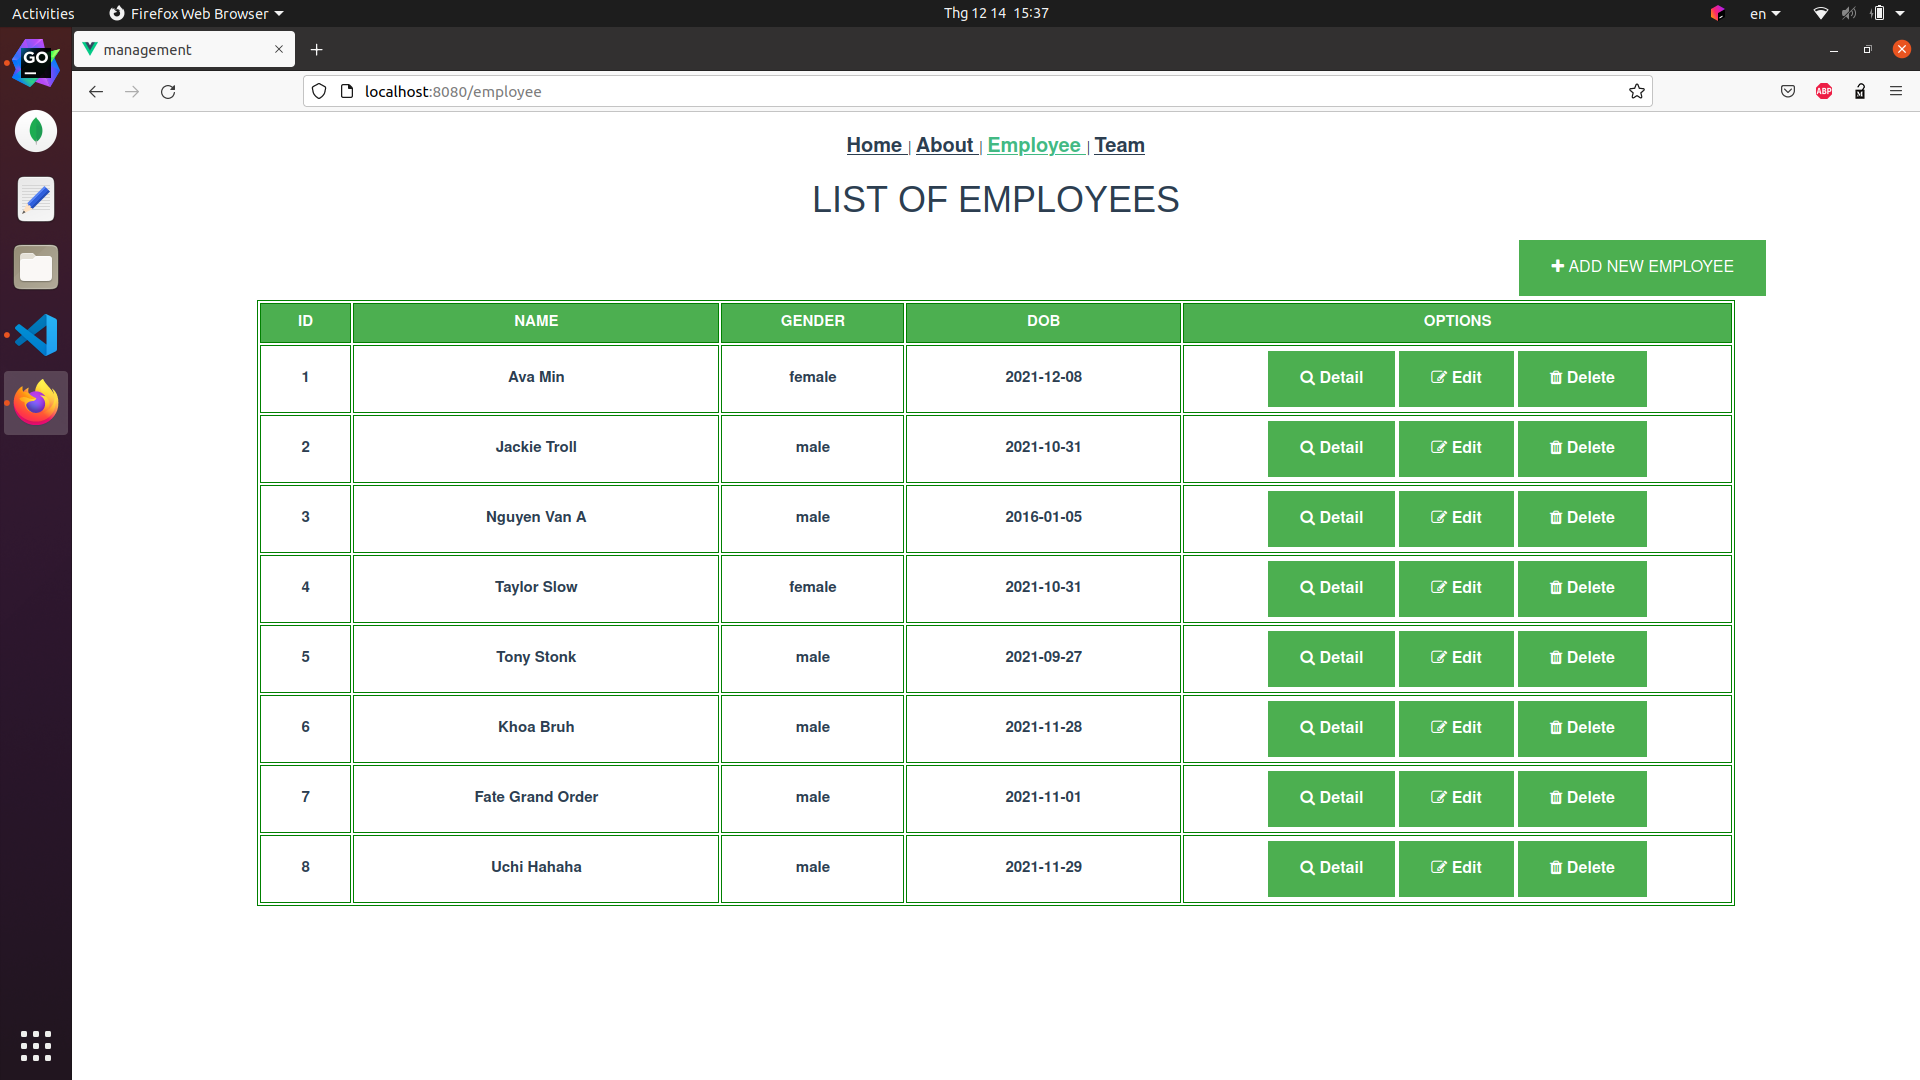 Activities Firefox Web Browser Thg 12 14 15:37 en
GO
management
localhost:8080/employee ABP
Home | About | Employee | Team
LIST OF EMPLOYEES
ADD NEW EMPLOYEE
ID NAME GENDER DOB OPTIONS
1 Ava Min female 2021-12-08 Detail Edit Delete
2 Jackie Troll male 2021-10-31 Detail Edit Delete
3 Nguyen Van A male 2016-01-05 Detail Edit Delete
4 Taylor Slow female 2021-10-31 Detail Edit Delete
5 Tony Stonk male 2021-09-27 Detail Edit Delete
6 Khoa Bruh male 2021-11-28 Detail Edit Delete
7 Fate Grand Order male 2021-11-01 Detail Edit Delete
8 Uchi Hahaha male 2021-11-29 Detail Edit Delete